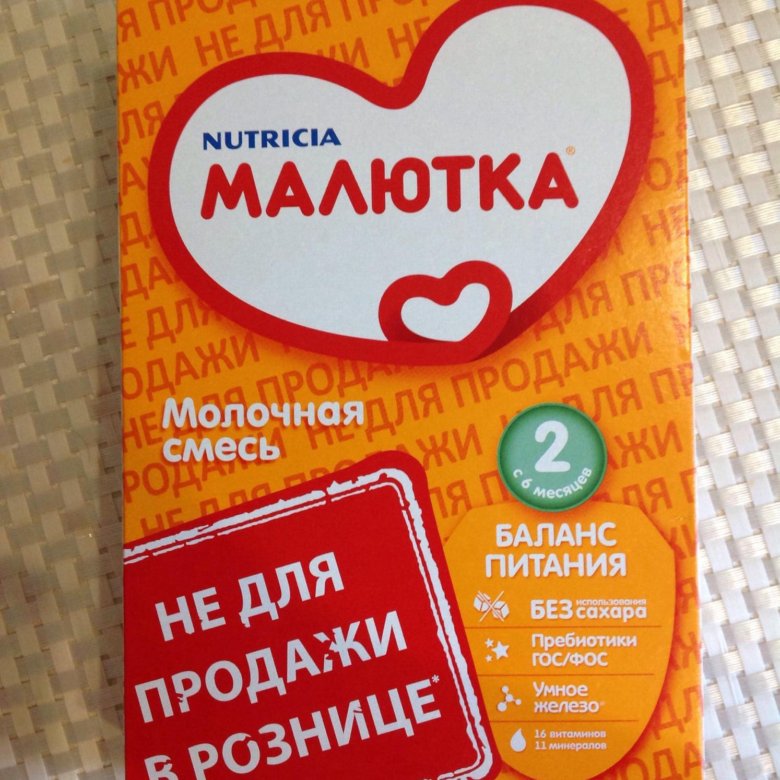 NUTRICIA
МАЛЮТКА®
Молочная
смесь
2
с 6 месяцев
БАЛАНС
ПИТАНИЯ
БЕЗ использования
сахара
Пребиотики
ГОС/ФОС
Умное
железо®
16 витаминов
11 минералов
НЕ ДЛЯ
ПРОДАЖИ
В РОЗНИЦЕ*